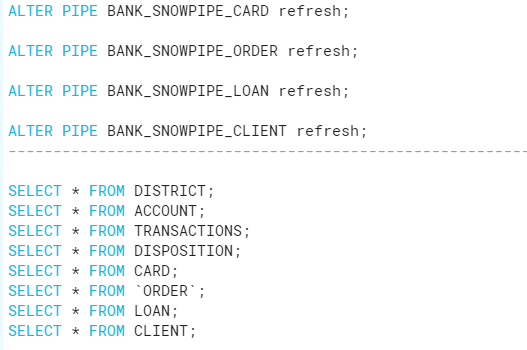 ALTER PIPE BANK_SNOWPIPE_CARD refresh;
ALTER PIPE BANK_SNOWPIPE_ORDER refresh;
ALTER PIPE BANK_SNOWPIPE_LOAN refresh;
ALTER PIPE BANK_SNOWPIPE_CLIENT refresh;
----------------------------------------------------------
SELECT * FROM DISTRICT;
SELECT * FROM ACCOUNT;
SELECT * FROM TRANSACTIONS;
SELECT * FROM DISPOSITION;
SELECT * FROM CARD;
SELECT * FROM `ORDER`;
SELECT * FROM LOAN;
SELECT * FROM CLIENT;